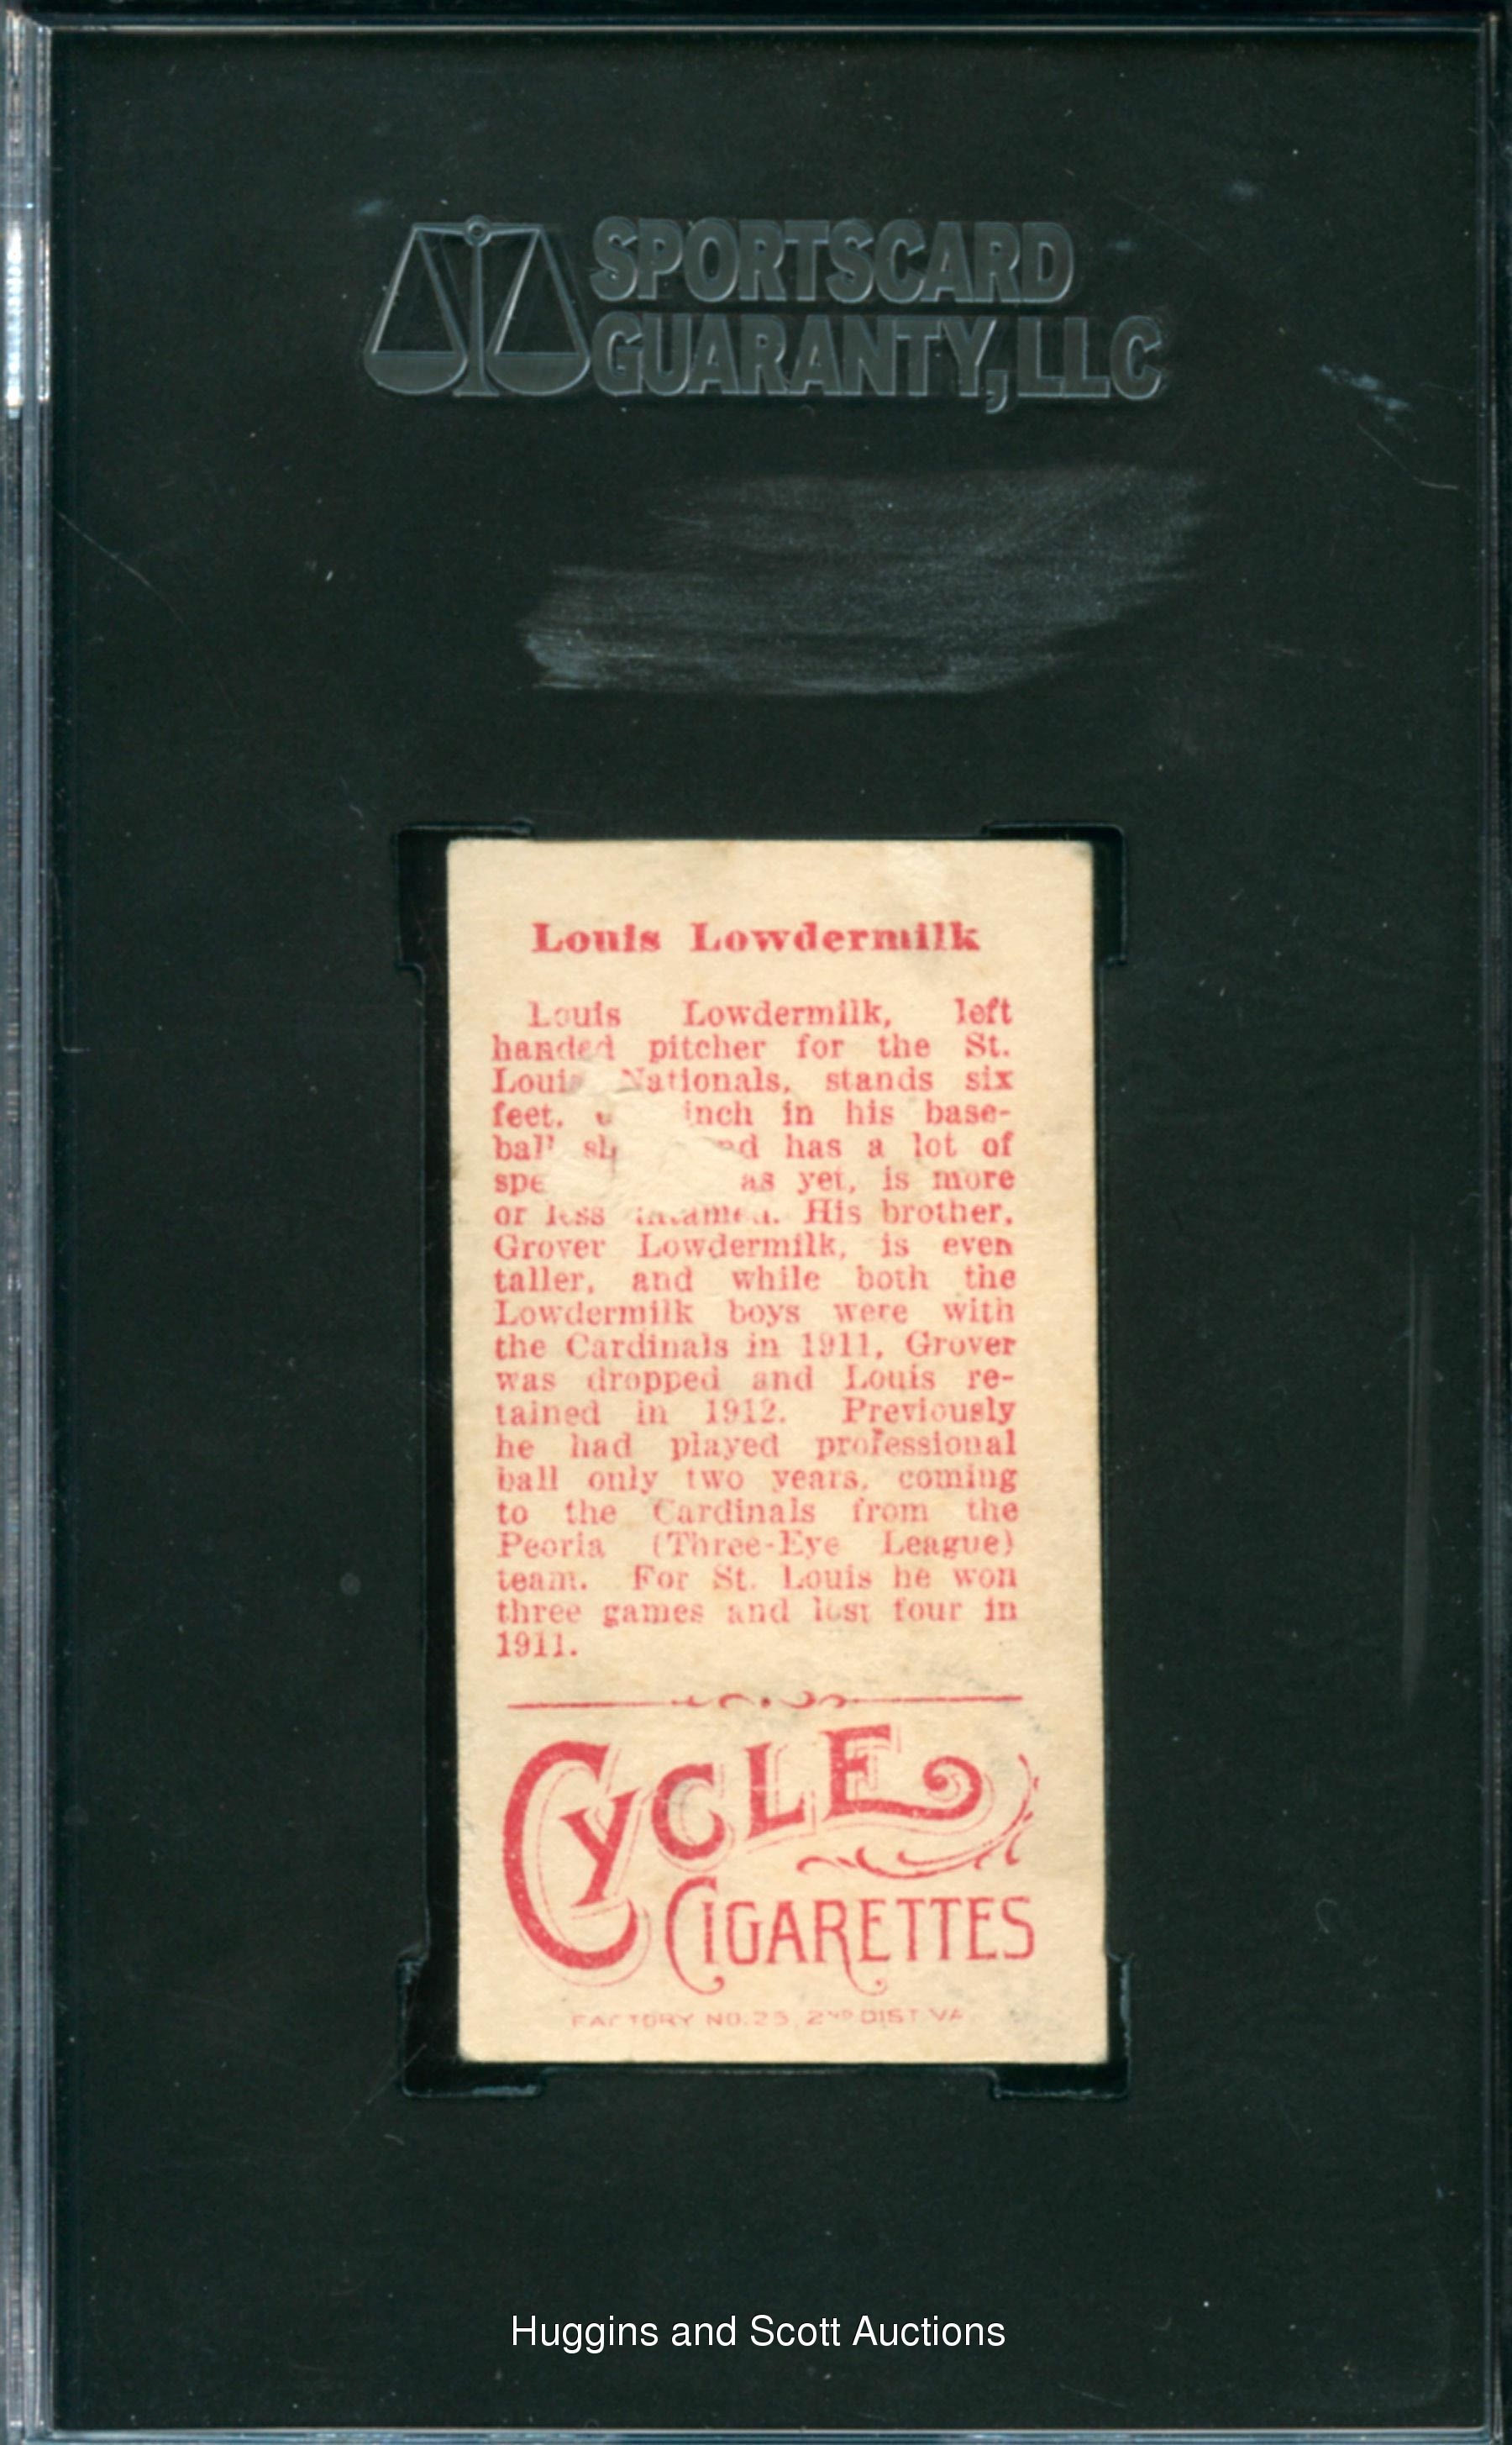 SPORTSCARD
GUARANTY, LLC
Louis Lowdermilk
Louis Lowdermilk, left
handed pitcher for the St.
Louis Nationals, stands six
feet, inch in his base-
ball and has a lot of
as yet, is more
or less His brother,
Grover Lowdermilk, is even
taller, and while both the
Lowdermilk boys were with
the Cardinals in 1911, Grover
was dropped and Louis re-
tained in 1912. Previously
he had played professional
ball only two years, coming
to the Cardinals from the
Peoria (Three-Eye League)
team. For St. Louis he won
three games and lost four in
1911.
CYCLE
CIGARETTES
FACTORY NO. 25, 2ND DIST VA.
Huggins and Scott Auctions